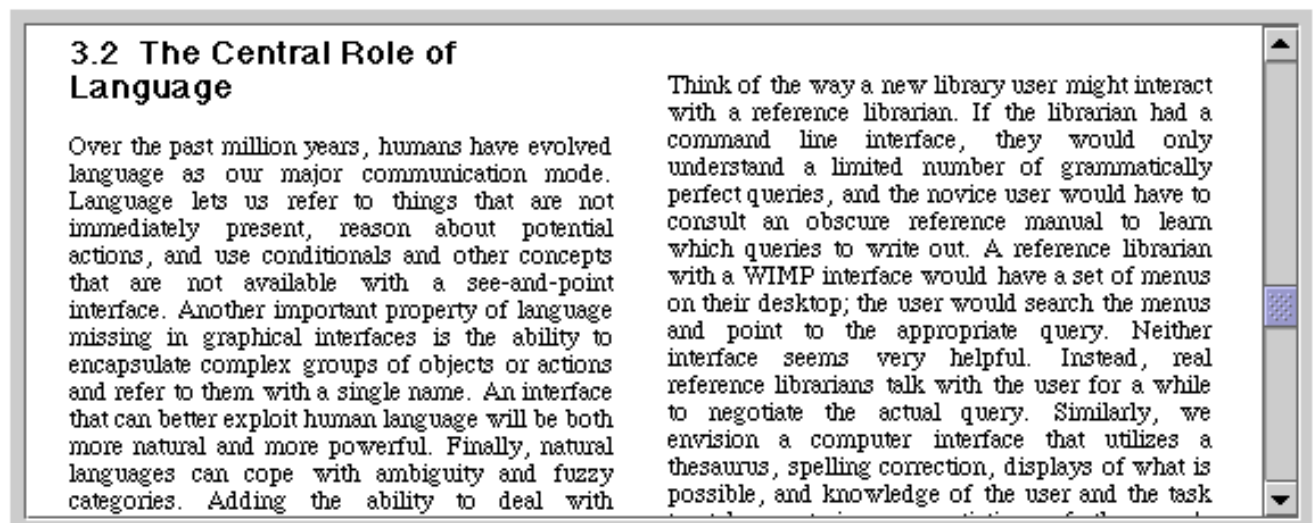 3.2 The Central Role of
Language
Over the past million years, humans have evolved
language as our major communication mode.
Language lets us refer to things that are not
immediately present, reason about potential
actions, and use conditionals and other concepts
that are not available with a see-and-point
interface. Another important property of language
missing in graphical interfaces is the ability to
encapsulate complex groups of objects or actions
and refer to them with a single name. An interface
that can better exploit human language will be both
more natural and more powerful. Finally, natural
languages can cope with ambiguity and fuzzy
categories. Adding the ability to deal with
Think of the way a new library user might interact
with a reference librarian. If the librarian had a
command line interface, they would only
understand a limited number of grammatically
perfect queries, and the novice user would have to
consult an obscure reference manual to learn
which queries to write out. A reference librarian
with a WIMP interface would have a set of menus
on their desktop; the user would search the menus
and point to the appropriate query. Neither
interface seems very helpful. Instead, real
reference librarians talk with the user for a while
to negotiate the actual query. Similarly, we
envision a computer interface that utilizes a
thesaurus, spelling correction, displays of what is
possible, and knowledge of the user and the task